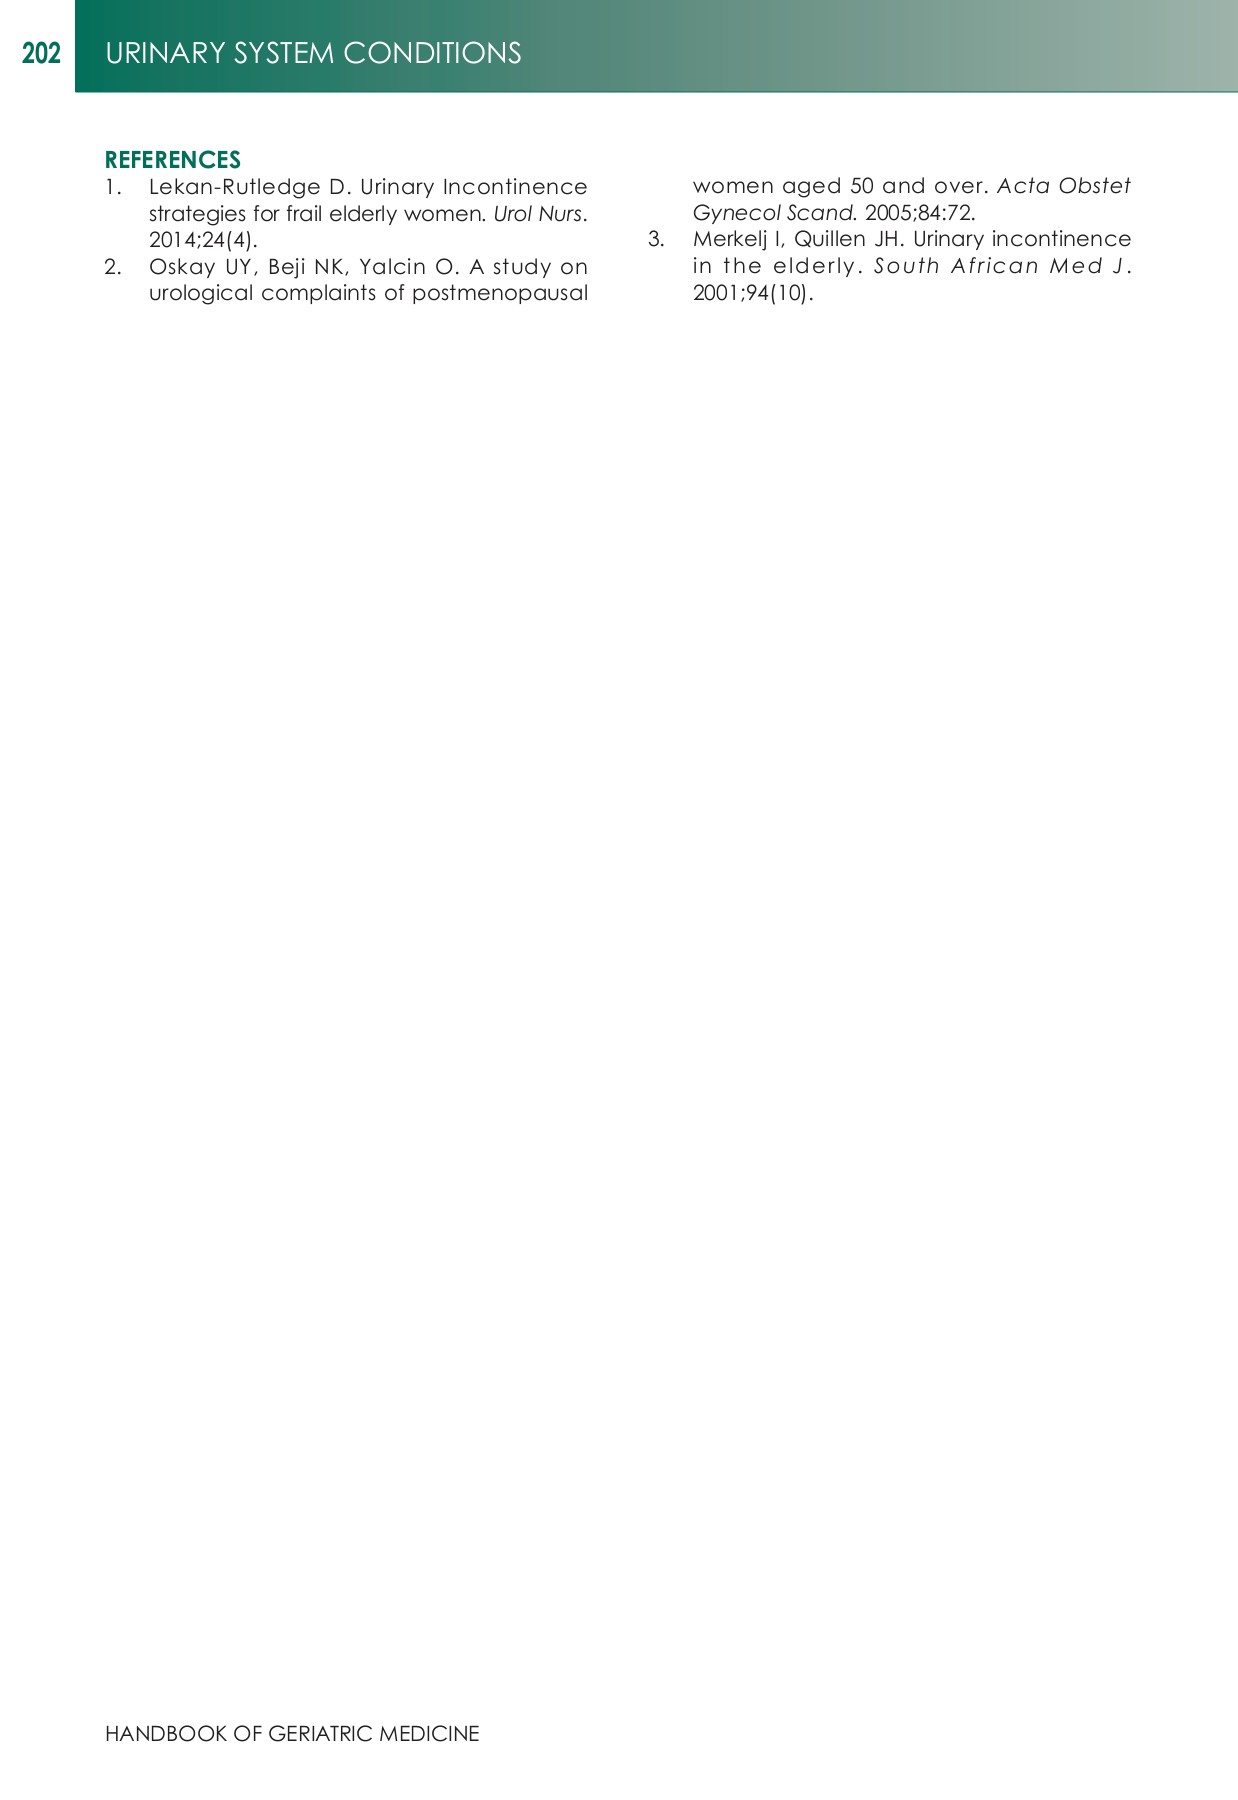 202
URINARY SYSTEM CONDITIONS
REFERENCES
1. Lekan-Rutledge D. Urinary Incontinence
strategies for frail elderly women. Urol Nurs.
2014;24(4).
2. Oskay UY, Beji NK, Yalcin O. A study on
urological complaints of postmenopausal
women aged 50 and over. Acta Obstet
Gynecol Scand. 2005;84:72.
3. Merkelj I, Quillen JH. Urinary incontinence
in the elderly. South African Med J.
2001;94(10).
HANDBOOK OF GERIATRIC MEDICINE